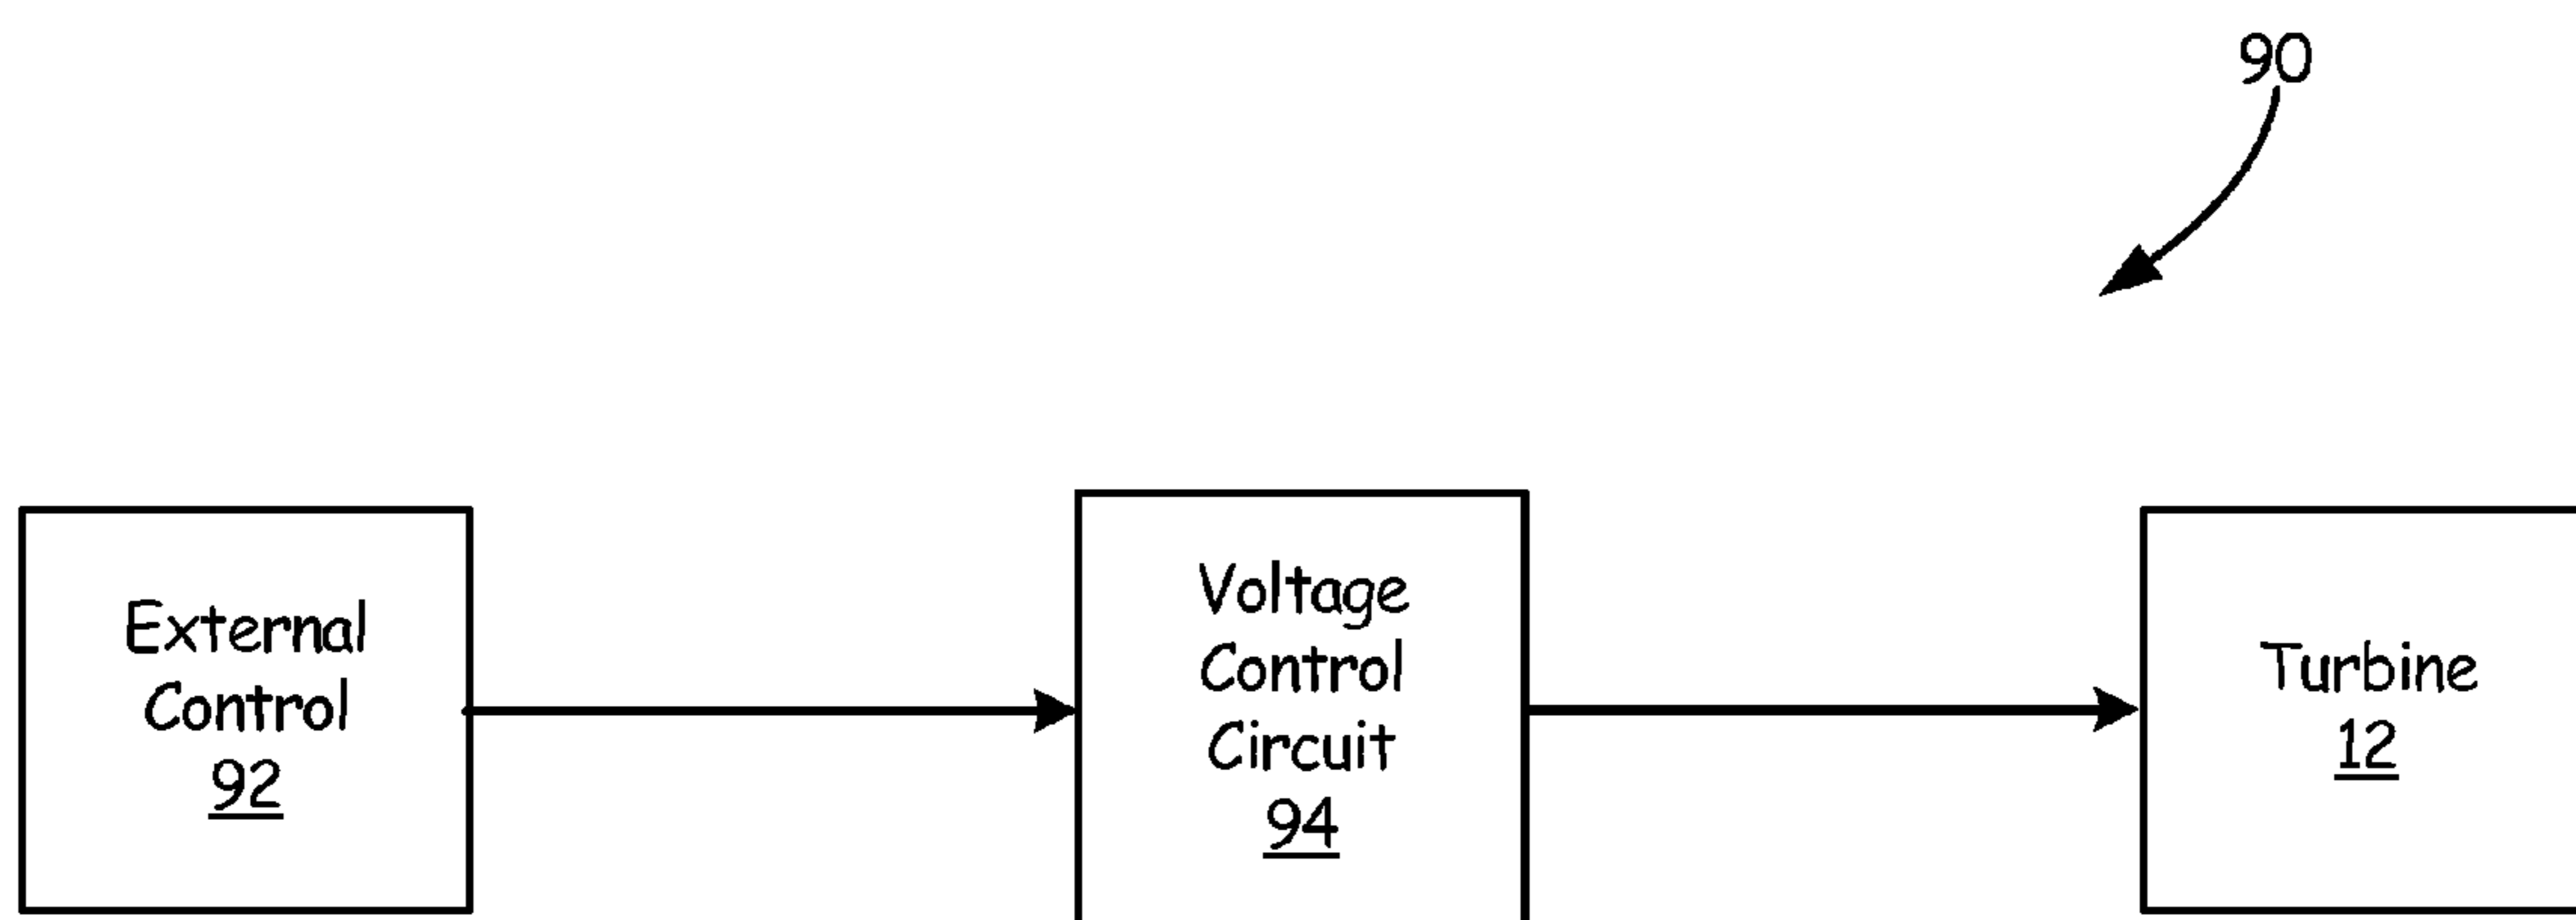 90
External
Control
92
Voltage
Control
Circuit
94
Turbine
12